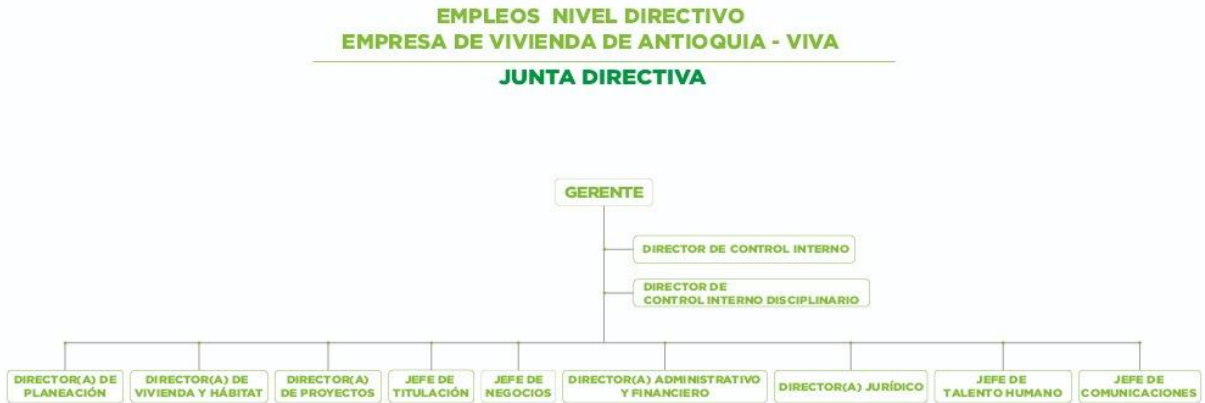 EMPLEOS NIVEL DIRECTIVO
EMPRESA DE VIVIENDA DE ANTIOQUIA - VIVA
JUNTA DIRECTIVA
GERENTE
DIRECTOR DE CONTROL INTERNO
DIRECTOR DE
CONTROL INTERNO DISCIPLINARIO
DIRECTOR(A) DE
PLANEACIÓN
DIRECTOR(A) DE
VIVIENDA Y HÁBITAT
DIRECTOR(A)
DE PROYECTOS
JEFE DE
TITULACIÓN
JEFE DE
NEGOCIOS
DIRECTOR(A) ADMINISTRATIVO
Y FINANCIERO
DIRECTOR(A) JURÍDICO
JEFE DE
TALENTO HUMANO
JEFE DE
COMUNICACIONES